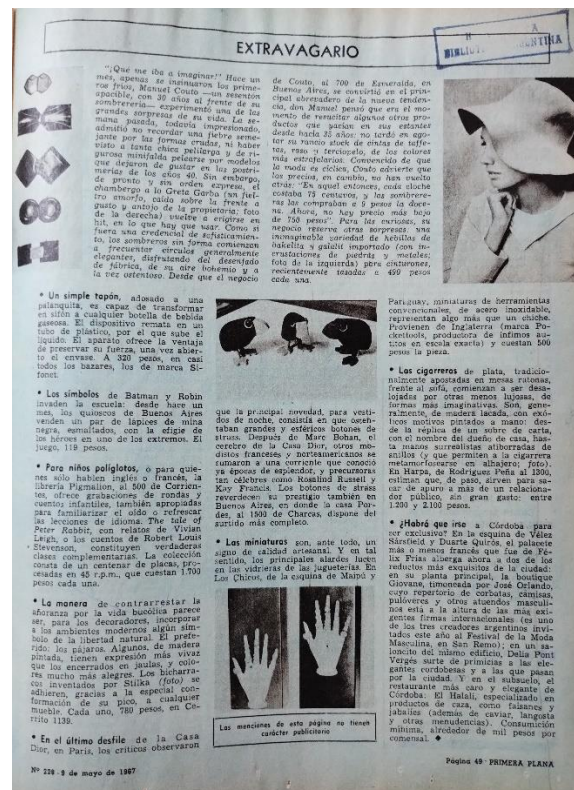 EXTRAVAGARIO
BIBLIOTECA ARGENTINA
"¡Qué me iba a imaginar!" Hace un
mes, apenas se insinuaron los prime-
ros fríos, Manuel Couto —un sesentón
apacible, con 30 años al frente de su
sombrerería— experimentó una de las
grandes sorpresas de su vida. La se-
mana pasada, todavía impresionado,
admitió no recordar una fiebre seme-
jante por las formas crudas, ni haber
visto a tanta chica pelilarga y de ri-
gurosa minifalda pelearse por modelos
que dejaron de gustar en las postri-
merías de los años 40. Sin embargo,
de pronto y sin orden expresa, el
chambergo a lo Greta Garbo (un fiel-
tro amorfo, caído sobre la frente a
gusto y antojo de la propietaria; foto
de la derecha) vuelve a erigirse en
hit, en lo que hay que usar. Como si
fuera una credencial de sofisticamien-
to, los sombreros sin forma comienzan
a frecuentar círculos generalmente
elegantes, disfrutando del desenfado
de fábrica, de su aire bohemio y a
la vez ostentoso. Desde que el negocio
de Couto, al 700 de Esmeralda, en
Buenos Aires, se convirtió en el prin-
cipal abrevadero de la nueva tenden-
cia, don Manuel pensó que era el mo-
mento de resucitar algunos otros pro-
ductos que yacían en sus estantes
desde hacía 35 años: no tardó en ago-
tar su rancio stock de cintas de taffe-
tas, raso y terciopelo, de los colores
más estrafalarios. Convencido de que
la moda es cíclica, Couto advierte que
los precios, en cambio, no han vuelto
atrás: "En aquel entonces, cada cloche
costaba 75 centavos, y las sombrere-
ras las compraban a 5 pesos la doce-
na. Ahora, no hay precio más bajo
de 750 pesos". Para las curiosas, su
negocio reserva otras sorpresas: una
inimaginable variedad de hebillas de
bakelita y galalit importado (con in-
crustaciones de piedras y metales;
foto de la izquierda) para cinturones,
recientemente tasadas a 490 pesos
cada una.
• Un simple tapón, adosado a una
palanquita, es capaz de transformar
en sifón a cualquier botella de bebida
gaseosa. El dispositivo remata en un
tubo de plástico, por el que sube el
líquido. El aparato ofrece la ventaja
de preservar su fuerza, una vez abier-
to el envase. A 320 pesos, en casi
todos los bazares, los de marca Si-
fonet.
• Los símbolos de Batman y Robin
invaden la escuela: desde hace un
mes, los quioscos de Buenos Aires
venden un par de lápices de mina
negra, esmaltados, con la efigie de
los héroes en uno de los extremos. El
juego, 119 pesos.
• Para niños políglotos, o para quie-
nes sólo hablen inglés o francés, la
librería Pigmalion, al 500 de Corrien-
tes, ofrece grabaciones de rondas y
cuentos infantiles, también apropiadas
para familiarizar el oído o refrescar
las lecciones de idioma. The tale of
Peter Rabbit, con relatos de Vivian
Leigh, o los cuentos de Robert Louis
Stevenson, constituyen verdaderas
clases complementarias. La colección
consta de un centenar de placas, pro-
cesadas en 45 r.p.m., que cuestan 1.700
pesos cada una.
• La manera de contrarrestar la
añoranza por la vida bucólica parece
ser, para los decoradores, incorporar
a los ambientes modernos algún sím-
bolo de la libertad natural. El prefe-
rido: los pájaros. Algunos, de madera
pintada, tienen expresión más vivaz
que los encerrados en jaulas, y colo-
res mucho más alegres. Los bicharra-
cos inventados por Stilka (foto) se
adhieren, gracias a la especial con-
formación de su pico, a cualquier
mueble. Cada uno, 780 pesos, en Ce-
rrito 1139.
• En el último desfile de la Casa
Dior, en París, los críticos observaron
que la principal novedad, para vesti-
dos de noche, consistía en que osten-
taban grandes y esféricos botones de
strass. Después de Marc Bohan, el
cerebro de la Casa Dior, otros mo-
distos franceses y norteamericanos se
sumaron a una corriente que conoció
ya épocas de esplendor, y precursoras
tan célebres como Rosalind Russell y
Kay Francis. Los botones de strass
reverdecen su prestigio también en
Buenos Aires, en donde la casa Por-
des, al 1500 de Charcas, dispone del
surtido más completo.
• Las miniaturas son, ante todo, un
signo de calidad artesanal. Y en tal
sentido, los principales alardes lucen
en las vidrieras de las jugueterías. En
Los Chicos, de la esquina de Maipú y
Las menciones de esta página no tienen
carácter publicitario
Paraguay, miniaturas de herramientas
convencionales, de acero inoxidable,
representan algo más que un chiche.
Provienen de Inglaterra (marca Po-
cketools, productora de ínfimos au-
titos en escala exacta) y cuestan 500
pesos la pieza.
• Las cigarreras de plata, tradicio-
nalmente apostadas en mesas ratonas,
frente al sofá, comienzan a ser desa-
lojadas por otras menos lujosas, de
formas más imaginativas. Son, gene-
ralmente, de madera lacada, con exó-
ticos motivos pintados a mano: des-
de la réplica de un sobre de carta,
con el nombre del dueño de casa, has-
ta manos surrealistas atiborradas de
anillos (y que permiten a la cigarrera
metamorfosearse en alhajero; foto).
En Harpa, de Rodríguez Peña al 1300,
estiman que, de paso, sirven para sa-
car de apuro a más de un relaciona-
dor público, sin gran gasto: entre
1.200 y 2.100 pesos.
• ¿Habrá que irse a Córdoba para
ser exclusivo? En la esquina de Vélez
Sársfield y Duarte Quirós, el palacete
más o menos francés que fue de Fé-
lix Frías alberga ahora a dos de los
reductos más exquisitos de la ciudad:
en su planta principal, la boutique
Giovane, timoneada por José Orlando,
cuyo repertorio de corbatas, camisas,
pulóveres y otros atuendos masculi-
nos está a la altura de las más exi-
gentes firmas internacionales (es uno
de los tres creadores argentinos invi-
tados este año al Festival de la Moda
Masculina, en San Remo); en un sa-
loncito del mismo edificio, Delia Pont
Vergés surte de primicias a las ele-
gantes cordobesas y a las que pasan
por la ciudad. Y en el subsuelo, el
restaurante más caro y elegante de
Córdoba: El Halalí, especializado en
productos de caza, como faisanes y
jabalíes (además de caviar, langosta
y otras menudencias). Consumición
mínima, alrededor de mil pesos por
comensal. ◆
Nº 228 - 9 de mayo de 1967
Página 49 - PRIMERA PLANA